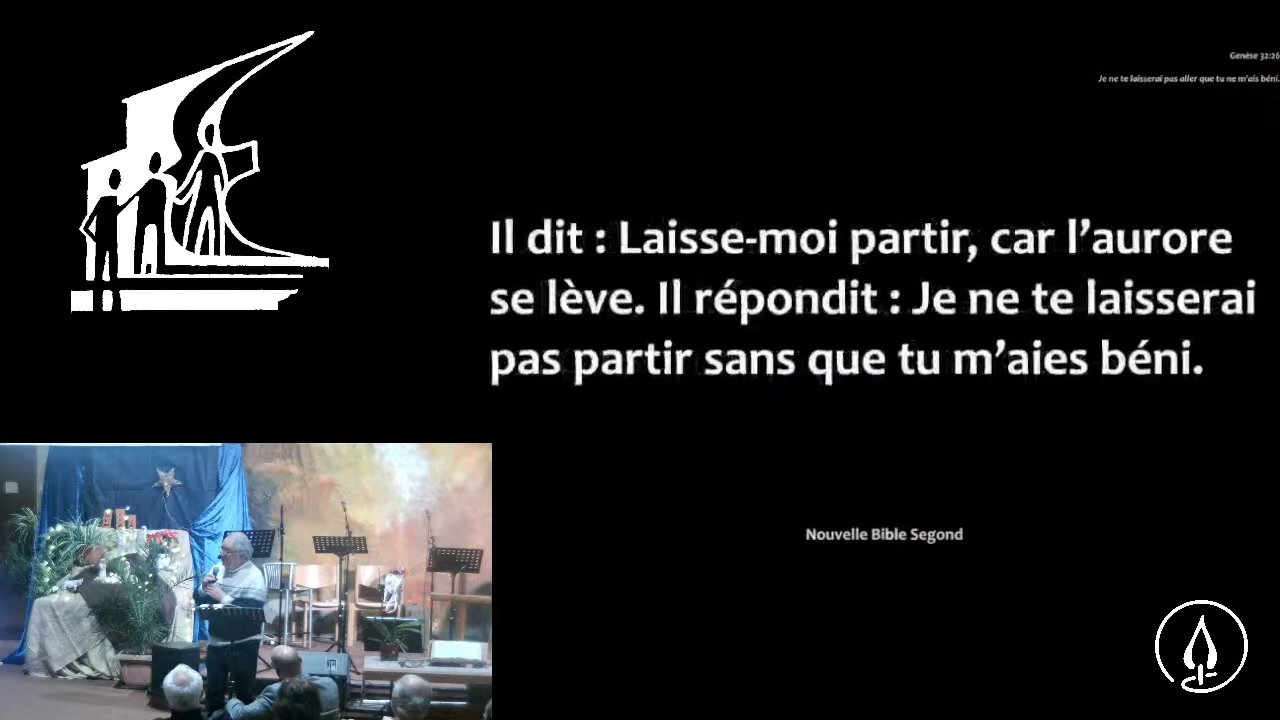 Genèse 32:26
Je ne te laisserai pas aller que tu ne m'ais béni.
Il dit : Laisse-moi partir, car l’aurore
se lève. Il répondit : Je ne te laisserai
pas partir sans que tu m’aies béni.
Nouvelle Bible Segond